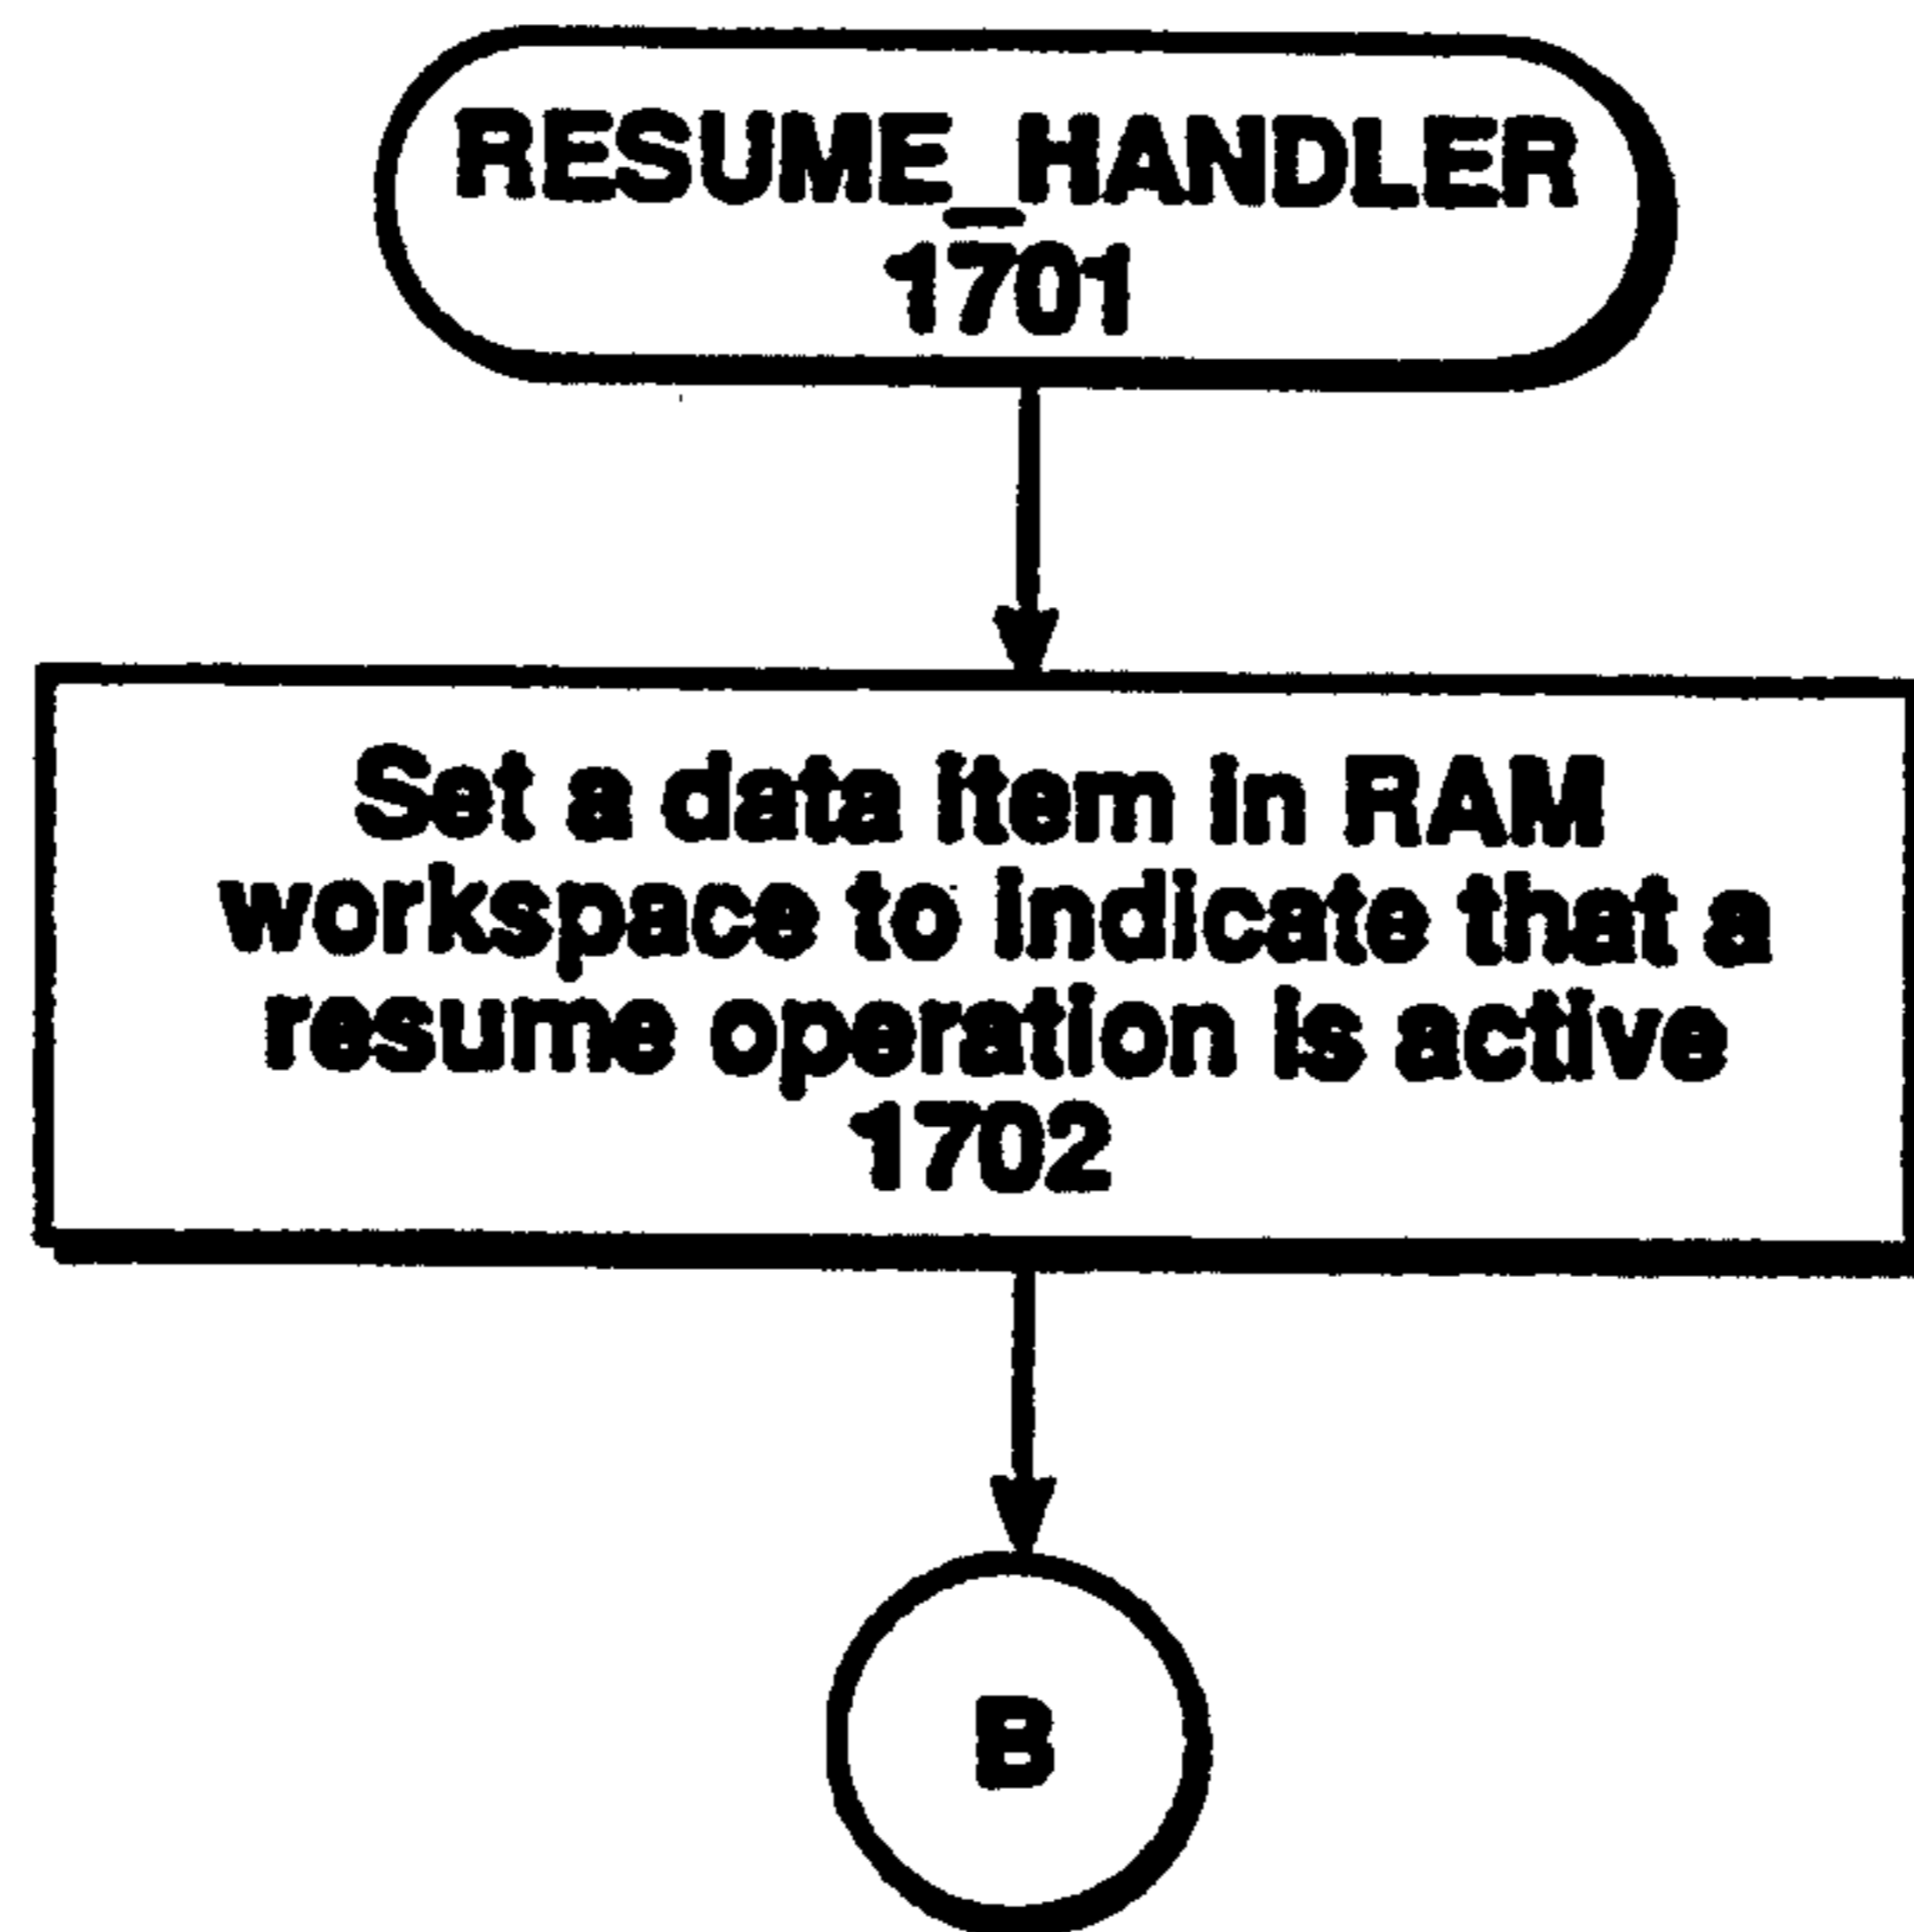 RESUME_HANDLER
1701
Set a data item in RAM
workspace to indicate that a
resume operation is active
1702
B